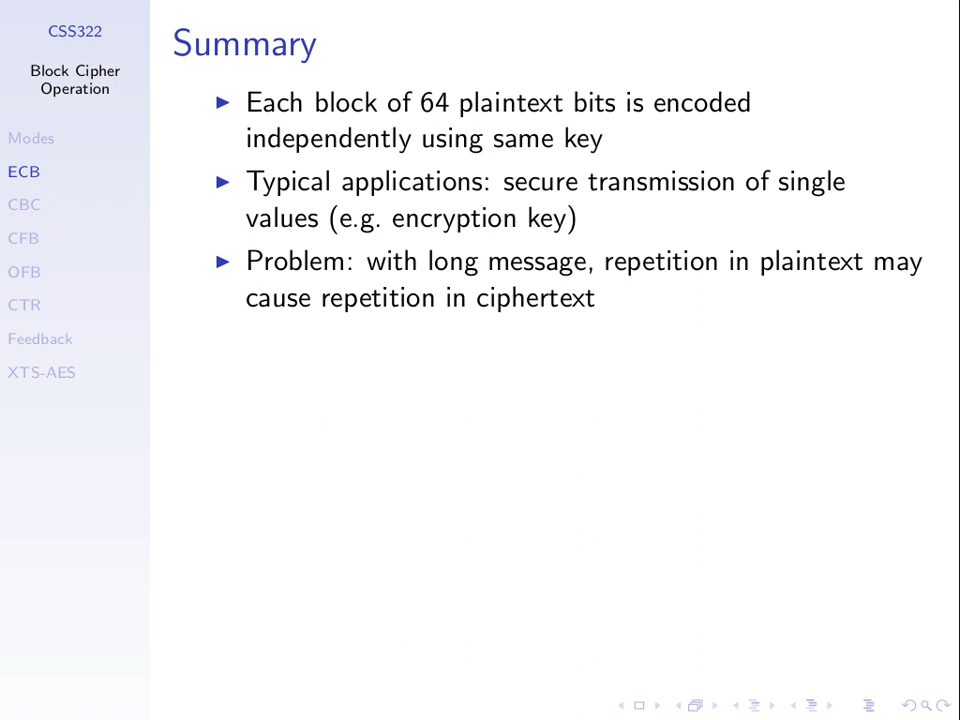 CSS322
Block Cipher
Operation
Modes
ECB
CBC
CFB
OFB
CTR
Feedback
XTS-AES
Summary
Each block of 64 plaintext bits is encoded
independently using same key
Typical applications: secure transmission of single
values (e.g. encryption key)
Problem: with long message, repetition in plaintext may
cause repetition in ciphertext